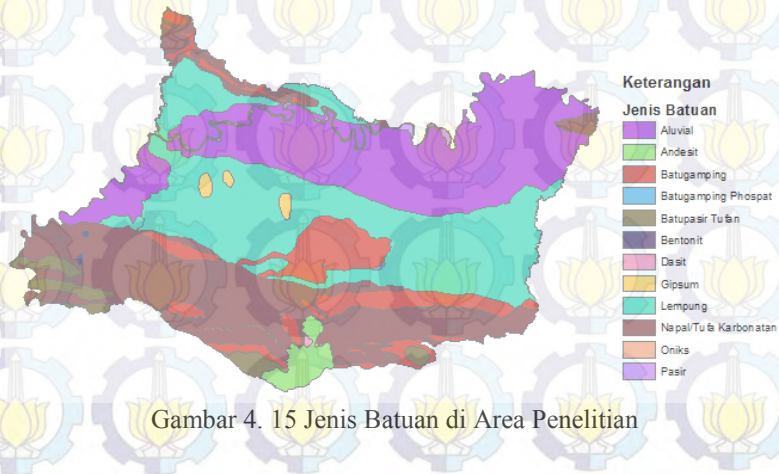 Keterangan
Jenis Batuan
Aluvial
Andesit
Batugamping
Batugamping Phospat
Batupasir Tufan
Bentonit
Dasit
Gipsum
Lempung
Napal/Tufa Karbonatan
Oniks
Pasir
Gambar 4. 15 Jenis Batuan di Area Penelitian